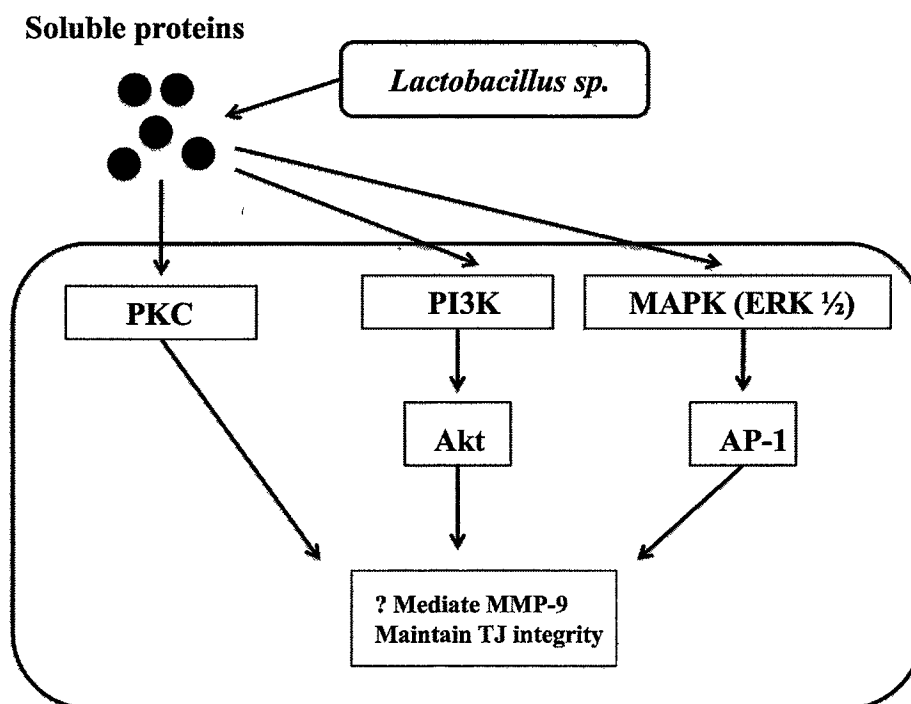 Soluble proteins
Lactobacillus sp.
PKC
PI3K
MAPK (ERK ½)
Akt
AP-1
? Mediate MMP-9
Maintain TJ integrity